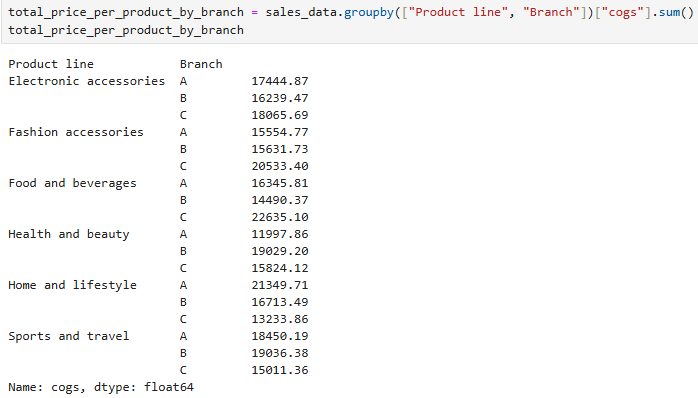 total_price_per_product_by_branch = sales_data.groupby(["Product line", "Branch"])["cogs"].sum()
total_price_per_product_by_branch
Product line            Branch
Electronic accessories  A         17444.87
                        B         16239.47
                        C         18065.69
Fashion accessories     A         15554.77
                        B         15631.73
                        C         20533.40
Food and beverages      A         16345.81
                        B         14490.37
                        C         22635.10
Health and beauty       A         11997.86
                        B         19029.20
                        C         15824.12
Home and lifestyle      A         21349.71
                        B         16713.49
                        C         13233.86
Sports and travel       A         18450.19
                        B         19036.38
                        C         15011.36
Name: cogs, dtype: float64